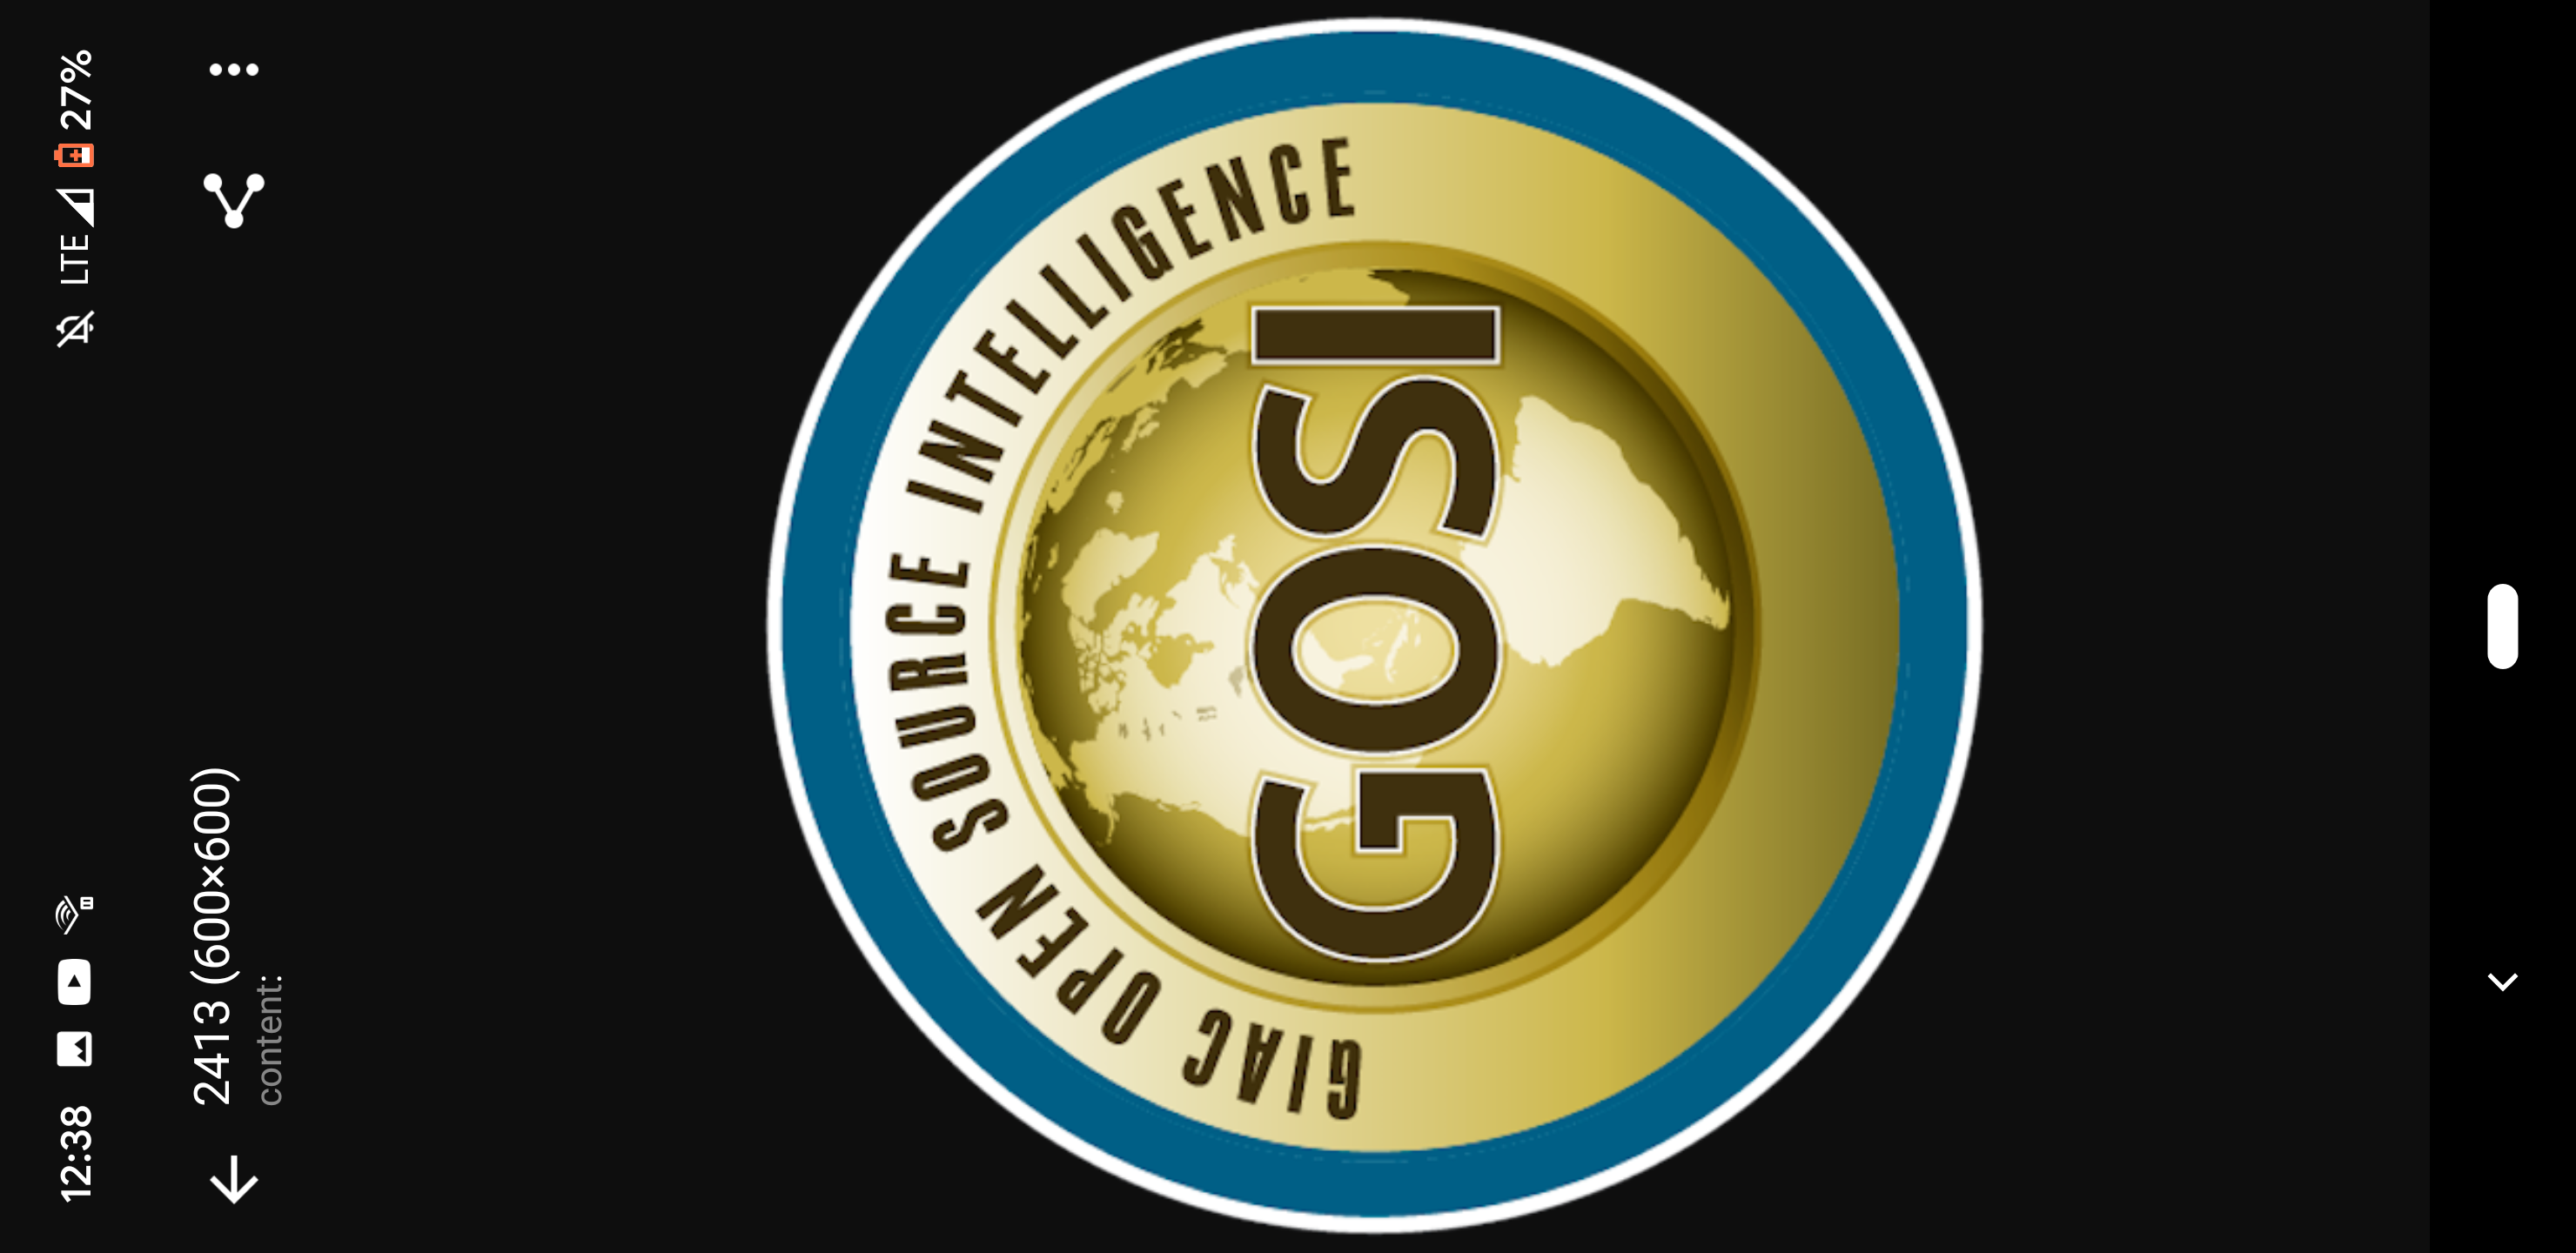 12:38 LTE 27%
2413 (600×600)
content:
GIAC OPEN SOURCE INTELLIGENCE
GOSI